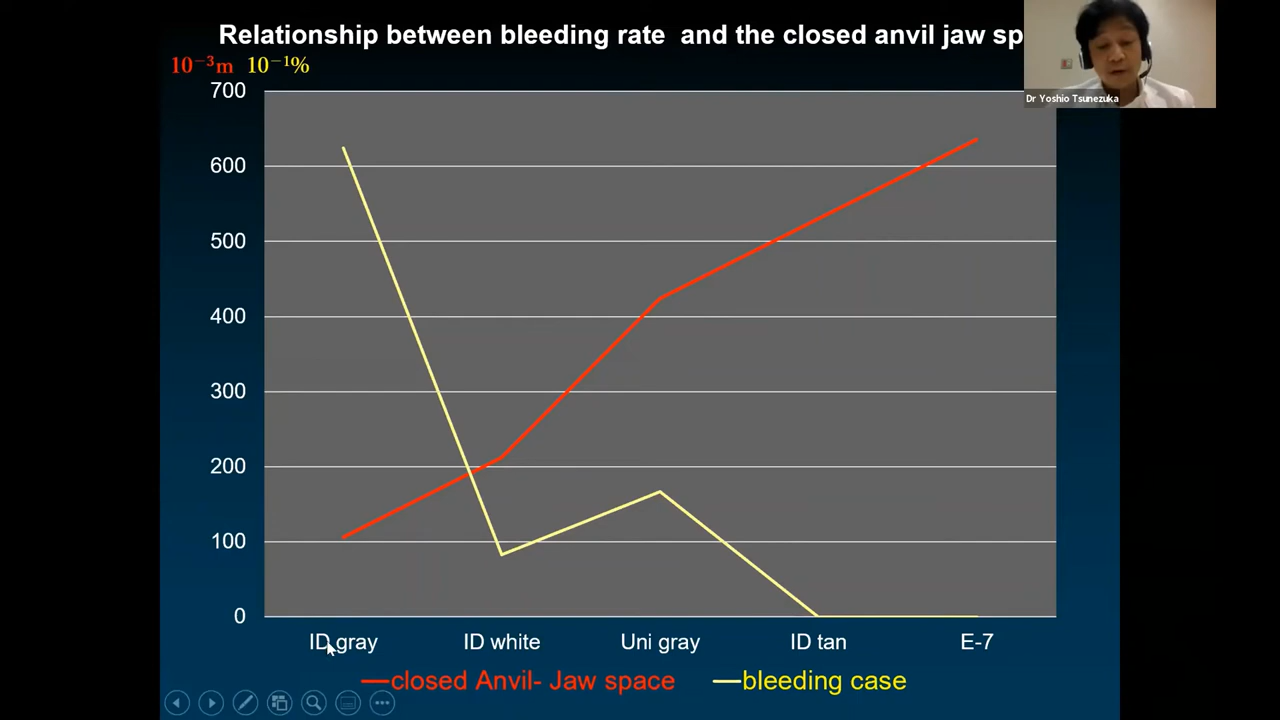 Relationship between bleeding rate and the closed anvil jaw
10⁻³m 10⁻¹%
Dr Yoshio Tsunezuka
700
600
500
400
300
200
100
0
ID gray ID white Uni gray ID tan E-7
closed Anvil- Jaw space bleeding case